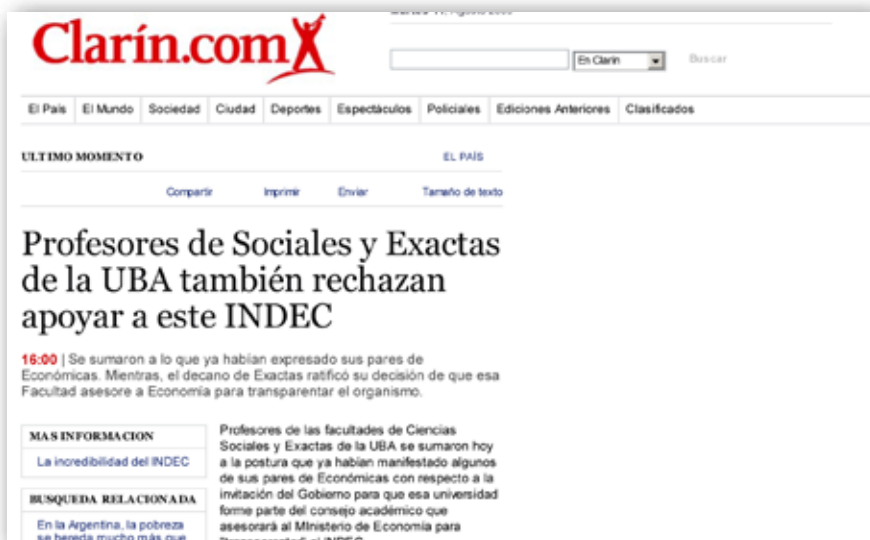 Clarín.com
En Clarín
Buscar
El País El Mundo Sociedad Ciudad Deportes Espectáculos Policiales Ediciones Anteriores Clasificados
ULTIMO MOMENTO
EL PAÍS
Compartir Imprimir Enviar Tamaño de texto
Profesores de Sociales y Exactas
de la UBA también rechazan
apoyar a este INDEC
16:00 | Se sumaron a lo que ya habían expresado sus pares de
Económicas. Mientras, el decano de Exactas ratificó su decisión de que esa
Facultad asesore a Economía para transparentar el organismo.
MAS INFORMACION
La incredibilidad del INDEC
BUSQUEDA RELACIONADA
En la Argentina, la pobreza
se hereda mucho más que
Profesores de las facultades de Ciencias
Sociales y Exactas de la UBA se sumaron hoy
a la postura que ya habían manifestado algunos
de sus pares de Económicas con respecto a la
invitación del Gobierno para que esa universidad
forme parte del consejo académico que
asesorará al MInisterio de Economía para